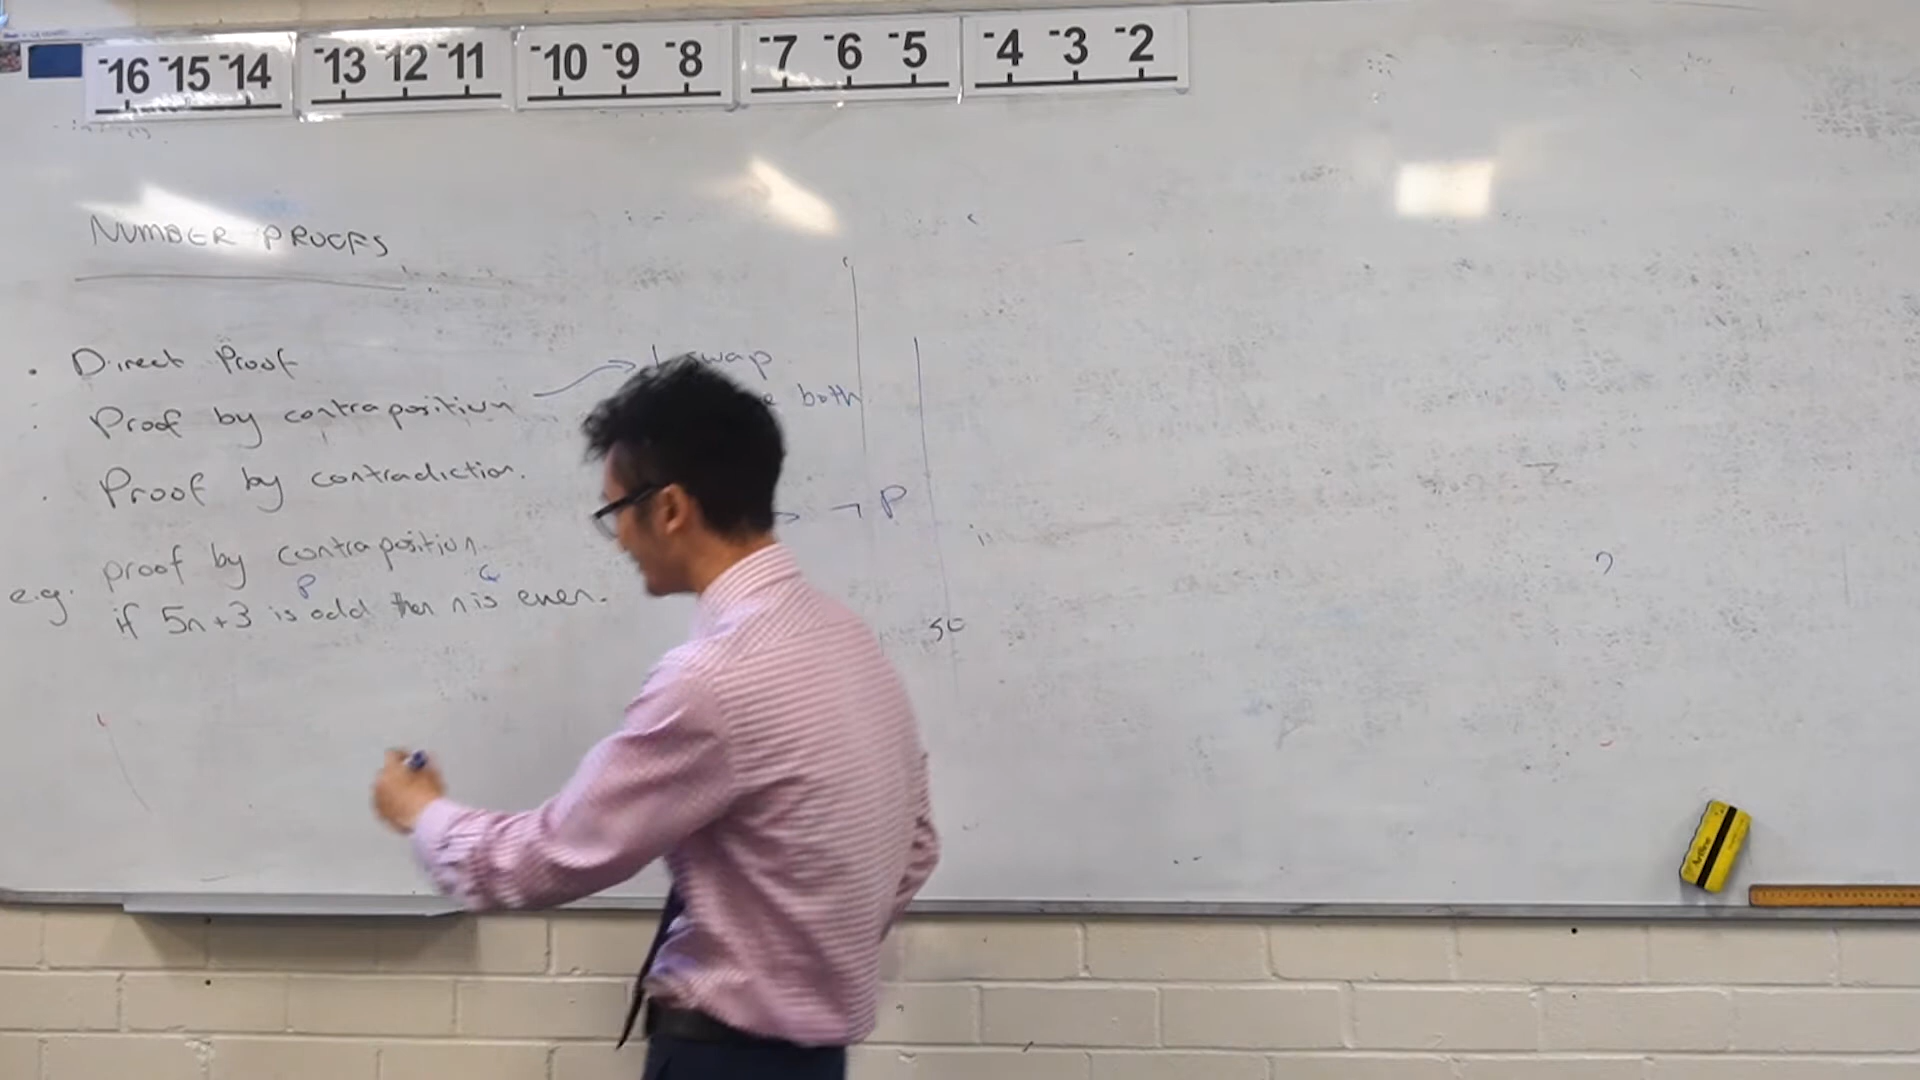 -16 -15 -14 -13 -12 -11 -10 -9 -8 -7 -6 -5 -4 -3 -2
NUMBER PROOFS
. Direct Proof
swap
. Proof by contraposition
both
. Proof by contradiction.
¬ P
proof by contraposition.
P
e.g. if 5n+3 is odd then n is even.